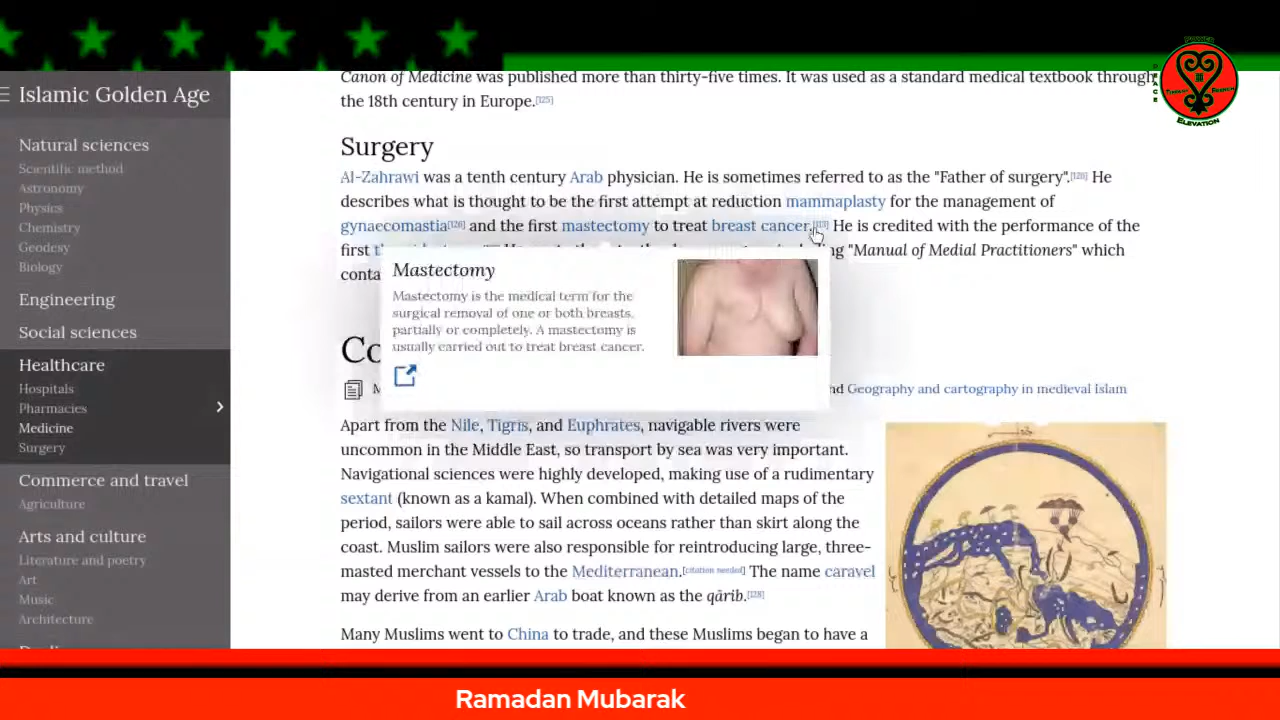 Islamic Golden Age
Natural sciences
Scientific method
Astronomy
Physics
Chemistry
Geodesy
Biology
Engineering
Social sciences
Healthcare
Hospitals
Pharmacies
Medicine
Surgery
Commerce and travel
Agriculture
Arts and culture
Literature and poetry
Art
Music
Architecture
Canon of Medicine was published more than thirty-five times. It was used as a standard medical textbook through
the 18th century in Europe.[125]
Surgery
Al-Zahrawi was a tenth century Arab physician. He is sometimes referred to as the "Father of surgery".[126] He
describes what is thought to be the first attempt at reduction mammaplasty for the management of
gynaecomastia[126] and the first mastectomy to treat breast cancer. He is credited with the performance of the
first "Manual of Medial Practitioners" which
conta
Mastectomy
Mastectomy is the medical term for the
surgical removal of one or both breasts,
partially or completely. A mastectomy is
usually carried out to treat breast cancer.
Co
M nd Geography and cartography in medieval Islam
Apart from the Nile, Tigris, and Euphrates, navigable rivers were
uncommon in the Middle East, so transport by sea was very important.
Navigational sciences were highly developed, making use of a rudimentary
sextant (known as a kamal). When combined with detailed maps of the
period, sailors were able to sail across oceans rather than skirt along the
coast. Muslim sailors were also responsible for reintroducing large, three-
masted merchant vessels to the Mediterranean.[citation needed] The name caravel
may derive from an earlier Arab boat known as the qārib.[128]
Many Muslims went to China to trade, and these Muslims began to have a
POWER
PEACE
ELEVATION
Ramadan Mubarak